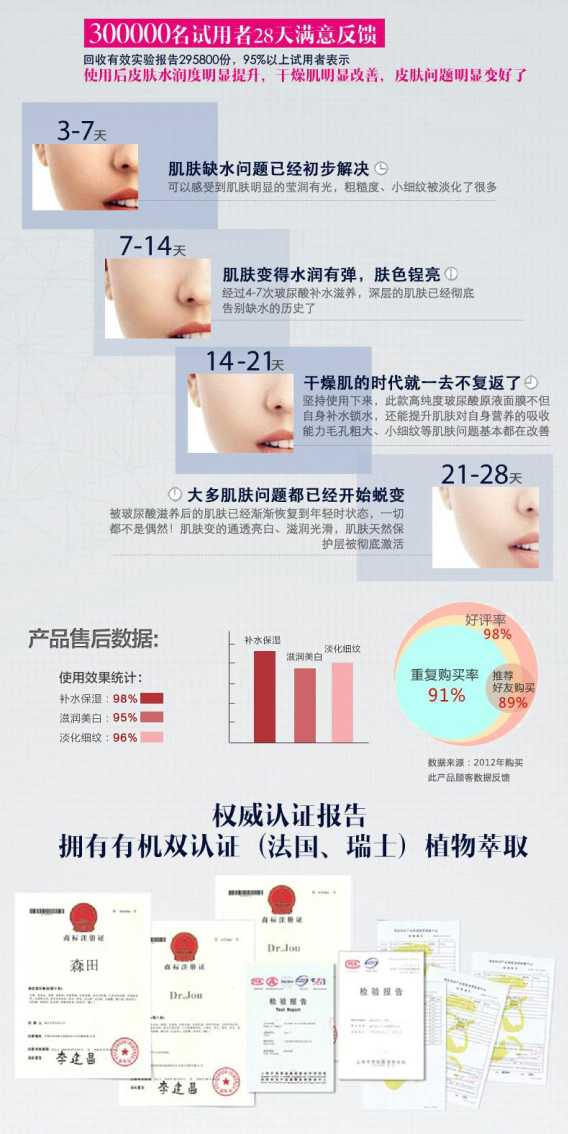 300000名试用者28天满意反馈
回收有效实验报告295800份，95%以上试用者表示
使用后皮肤水润度明显提升，干燥肌明显改善，皮肤问题明显变好了
3-7天
肌肤缺水问题已经初步解决
可以感受到肌肤明显的莹润有光，粗糙度、小细纹被淡化了很多
7-14天
肌肤变得水润有弹，肤色锃亮
经过4-7次玻尿酸补水滋养，深层的肌肤已经彻底
告别缺水的历史了
14-21天
干燥肌的时代就一去不复返了
坚持使用下来，此款高纯度玻尿酸原液面膜不但
自身补水锁水，还能提升肌肤对自身营养的吸收
能力毛孔粗大、小细纹等肌肤问题基本都在改善
21-28天
大多肌肤问题都已经开始蜕变
被玻尿酸滋养后的肌肤已经渐渐恢复到年轻时状态，一切
都不是偶然！肌肤变的通透亮白、滋润光滑，肌肤天然保
护层被彻底激活
产品售后数据:
使用效果统计：
补水保湿：98%
滋润美白：95%
淡化细纹：96%
补水保湿
滋润美白
淡化细纹
好评率
98%
重复购买率
91%
推荐
好友购买
89%
数据来源：2012年购买
此产品顾客数据反馈
权威认证报告
拥有有机双认证（法国、瑞士）植物萃取
商标注册证
森田
李建昌
商标注册证
Dr.Jou
李建昌
商标注册证
Dr.Jou
检验报告
Test Report
检验报告